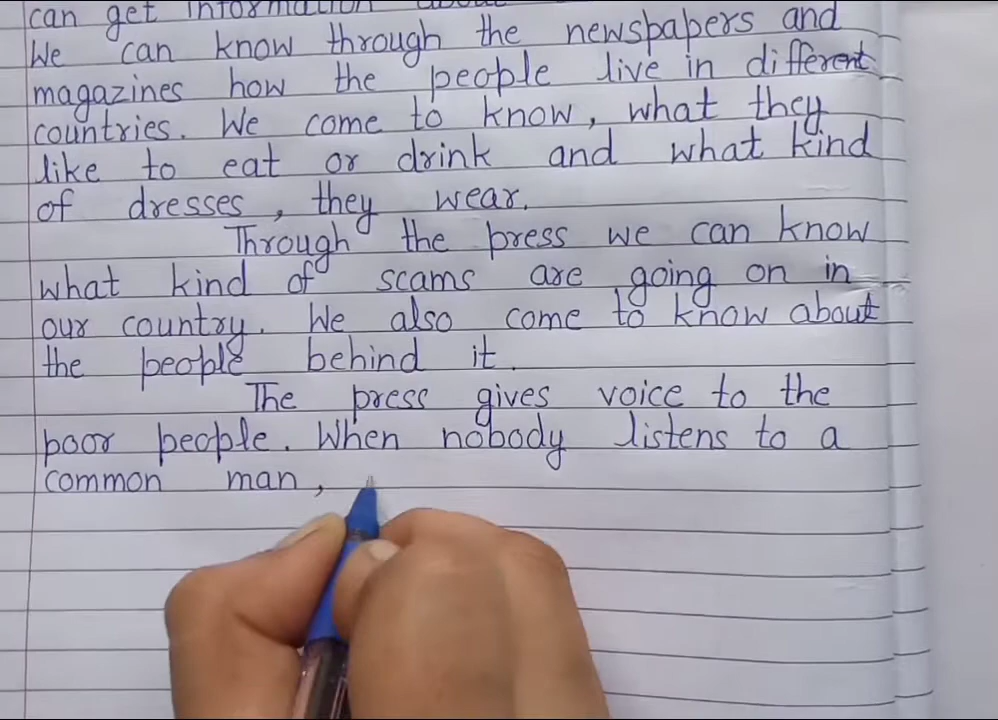 can get information about
We can know through the newspapers and
magazines how the people live in different
countries. We come to know, what they
like to eat or drink and what kind
of dresses, they wear.
Through the press we can know
what kind of scams are going on in
our country. We also come to know about
the people behind it.
The press gives voice to the
poor people. When nobody listens to a
common man,